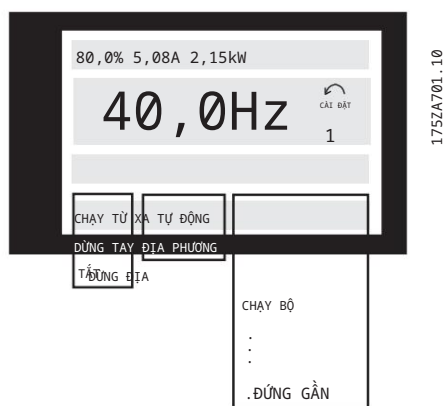 80,0% 5,08A 2,15kW
40,0Hz
CÀI ĐẶT
1
CHẠY TỪ XA TỰ ĐỘNG
DỪNG TAY ĐỊA PHƯƠNG
TẮT
DỪNG ĐỊA
CHẠY BỘ
.
.
.
.ĐỨNG GẦN
175ZA701.10